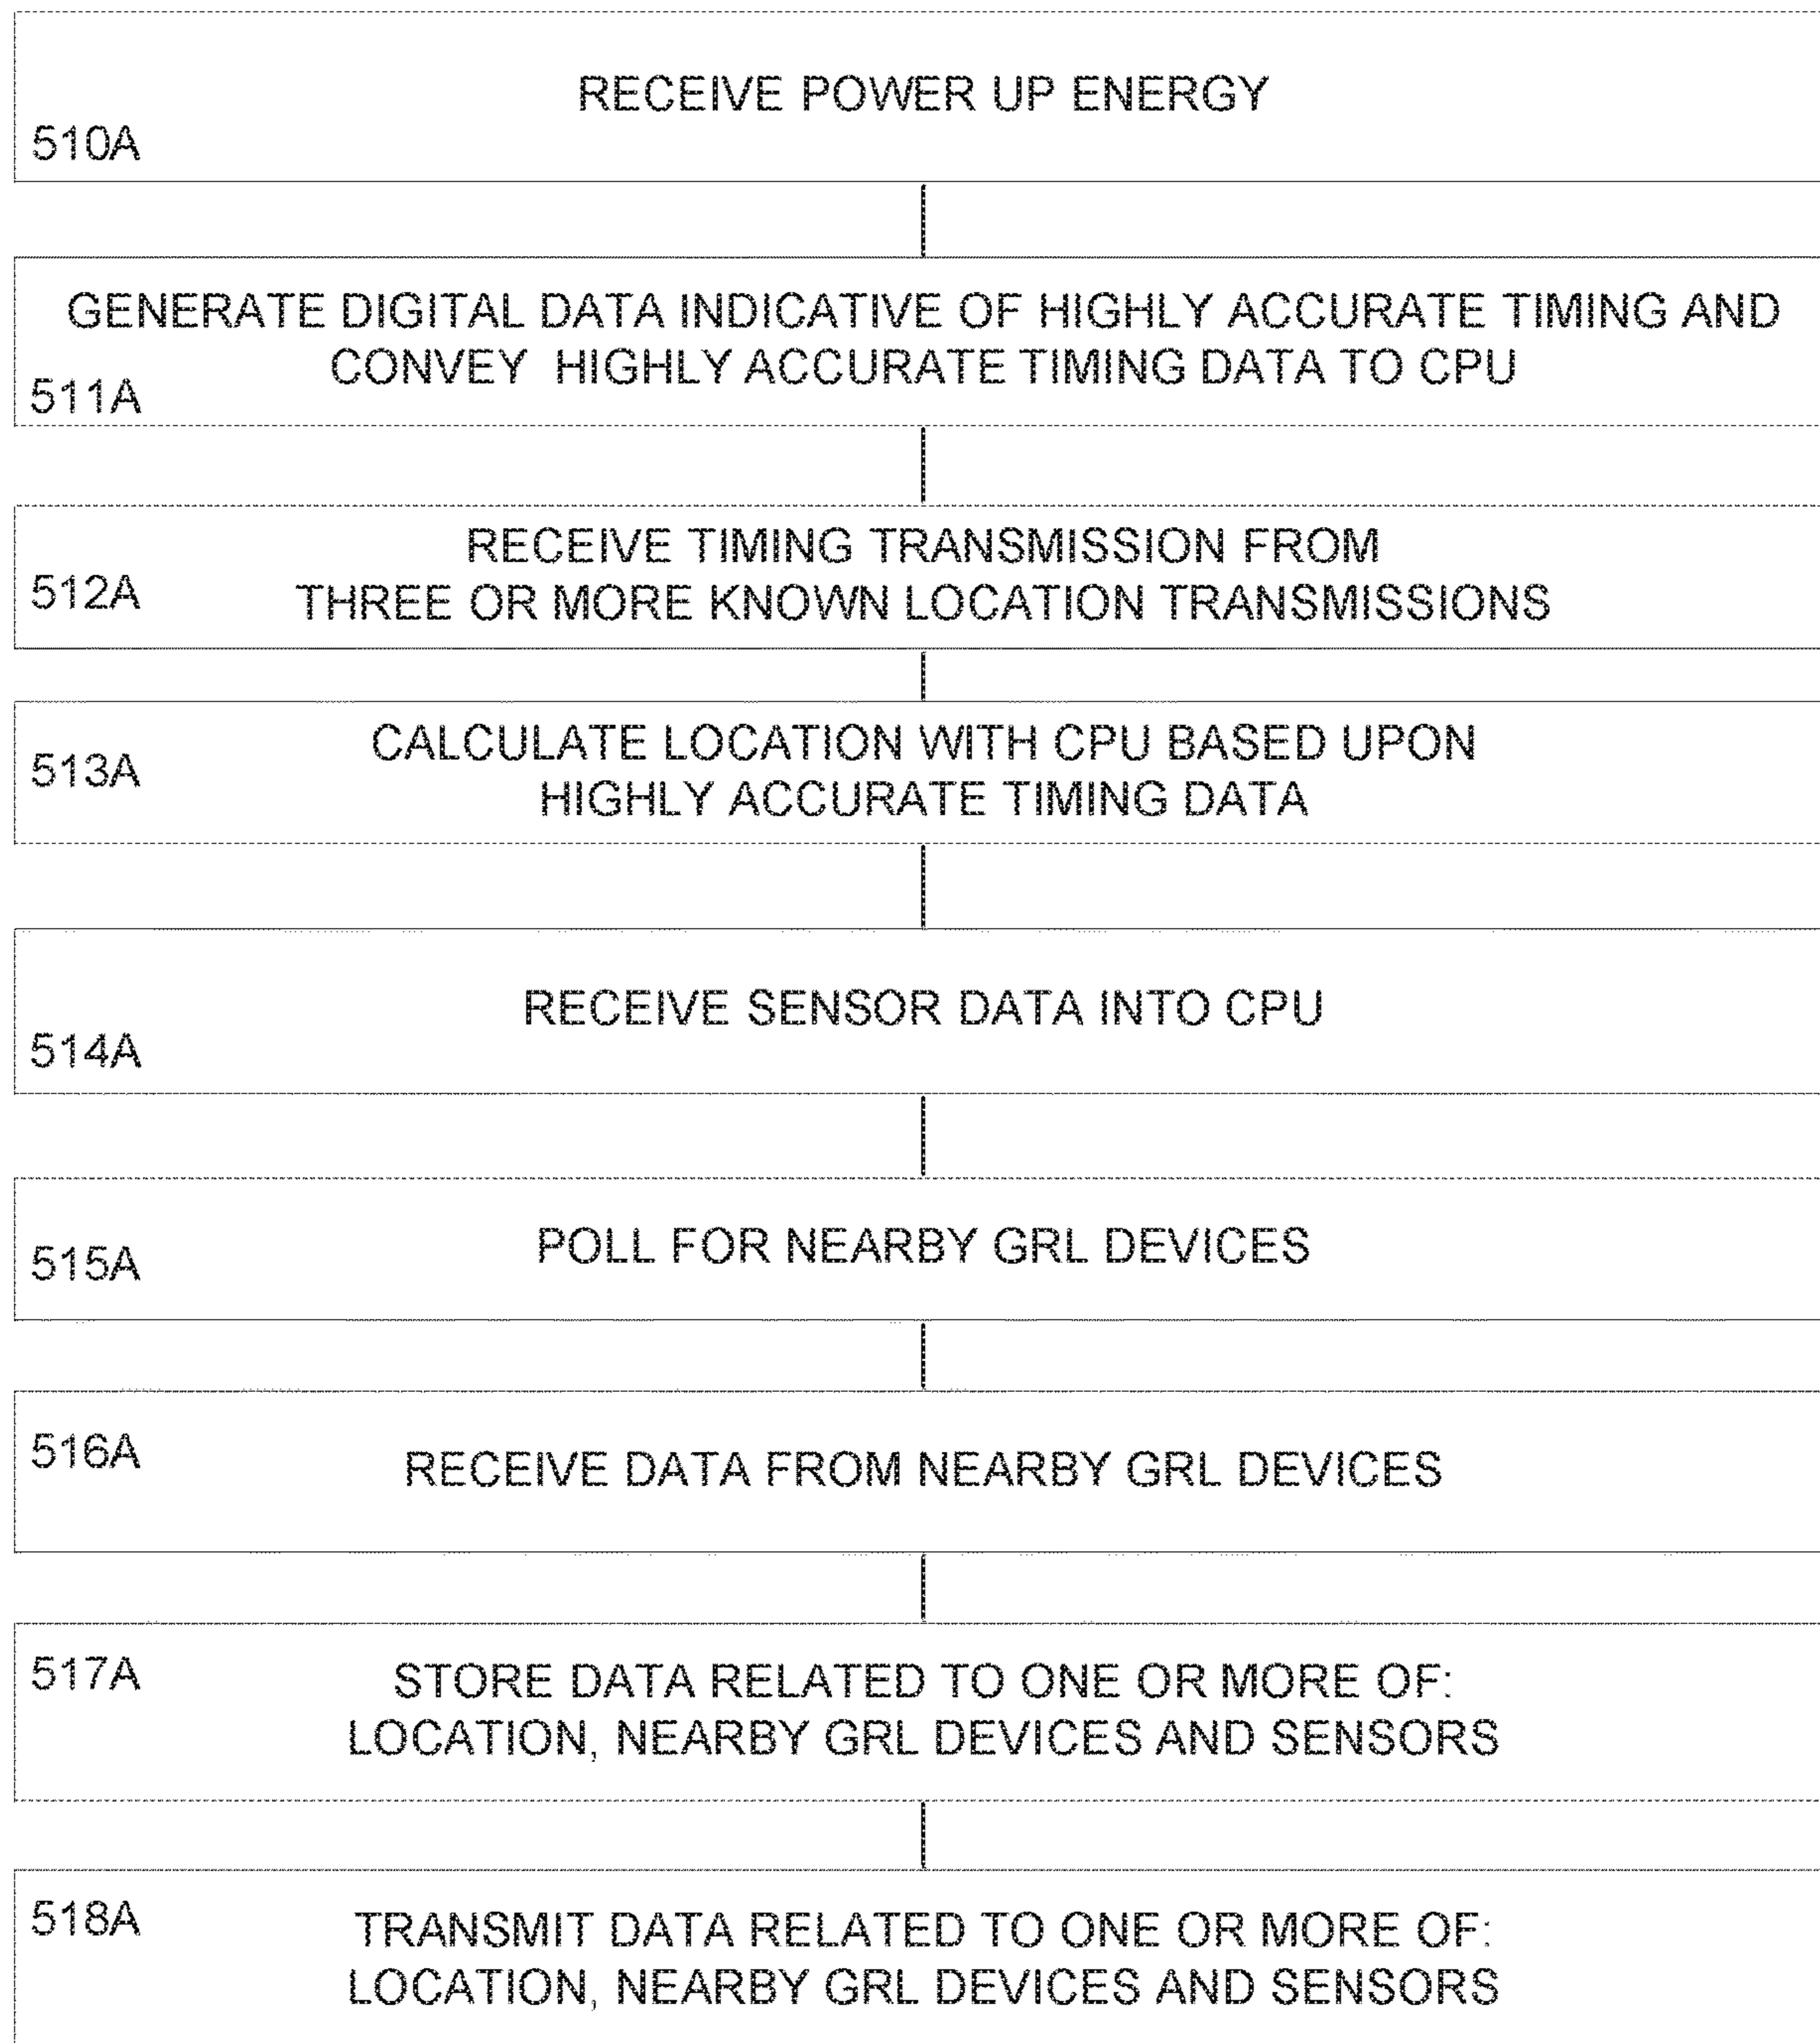 RECEIVE POWER UP ENERGY
510A
GENERATE DIGITAL DATA INDICATIVE OF HIGHLY ACCURATE TIMING AND
CONVEY HIGHLY ACCURATE TIMING DATA TO CPU
511A
RECEIVE TIMING TRANSMISSION FROM
512A
THREE OR MORE KNOWN LOCATION TRANSMISSIONS
CALCULATE LOCATION WITH CPU BASED UPON
513A
HIGHLY ACCURATE TIMING DATA
RECEIVE SENSOR DATA INTO CPU
514A
POLL FOR NEARBY GRL DEVICES
515A
516A
RECEIVE DATA FROM NEARBY GRL DEVICES
517A
STORE DATA RELATED TO ONE OR MORE OF:
LOCATION, NEARBY GRL DEVICES AND SENSORS
518A
TRANSMIT DATA RELATED TO ONE OR MORE OF:
LOCATION, NEARBY GRL DEVICES AND SENSORS